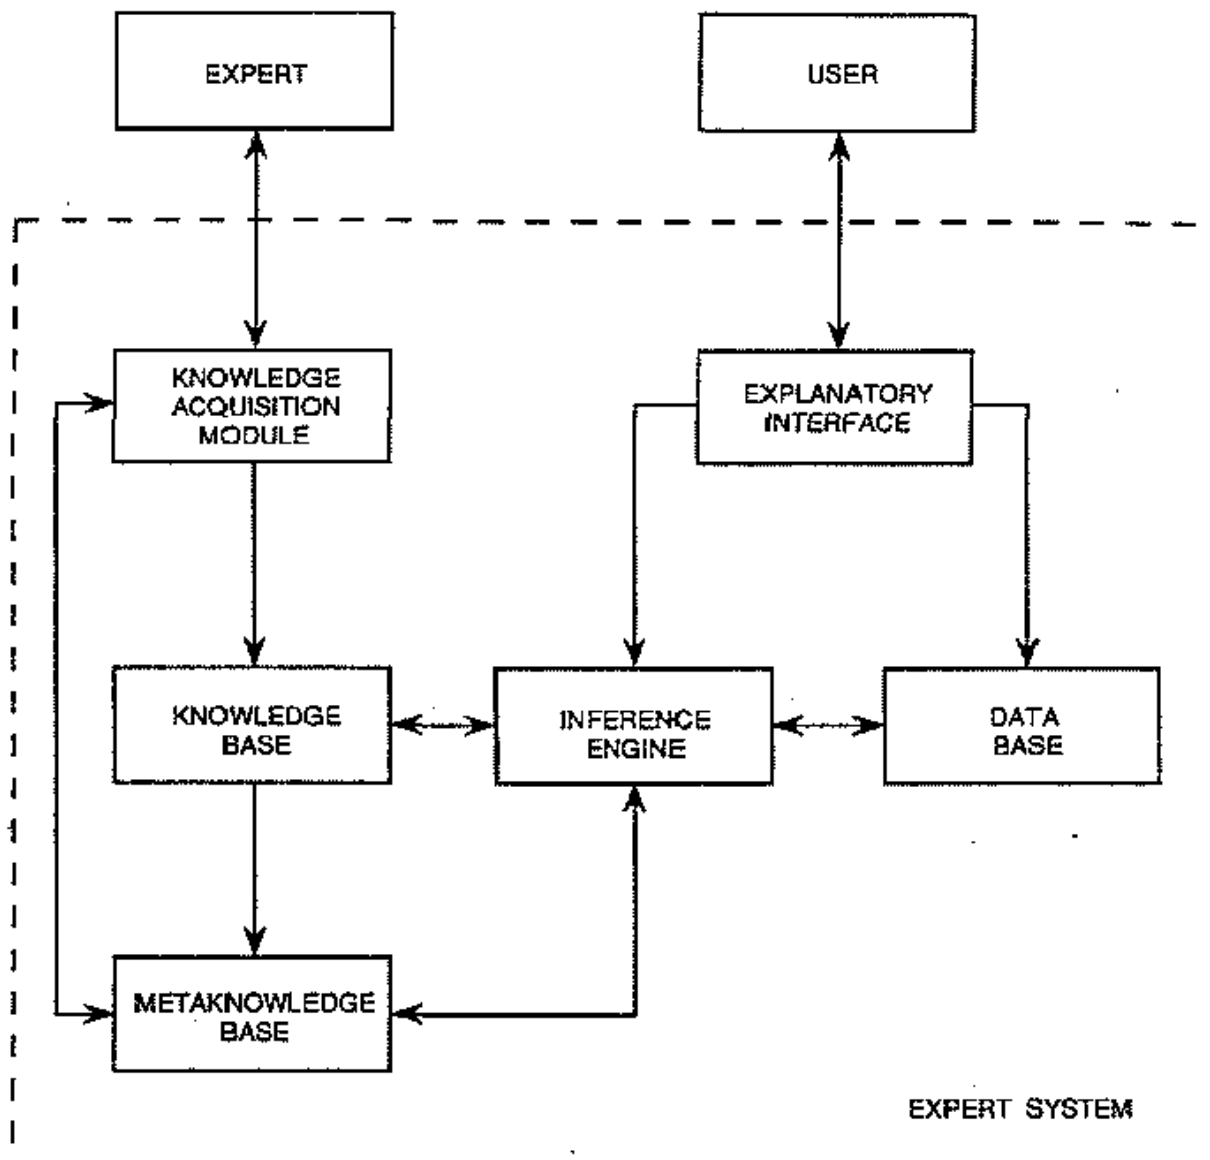 EXPERT
USER
KNOWLEDGE
ACQUISITION
MODULE
EXPLANATORY
INTERFACE
KNOWLEDGE
BASE
INFERENCE
ENGINE
DATA
BASE
METAKNOWLEDGE
BASE
EXPERT SYSTEM